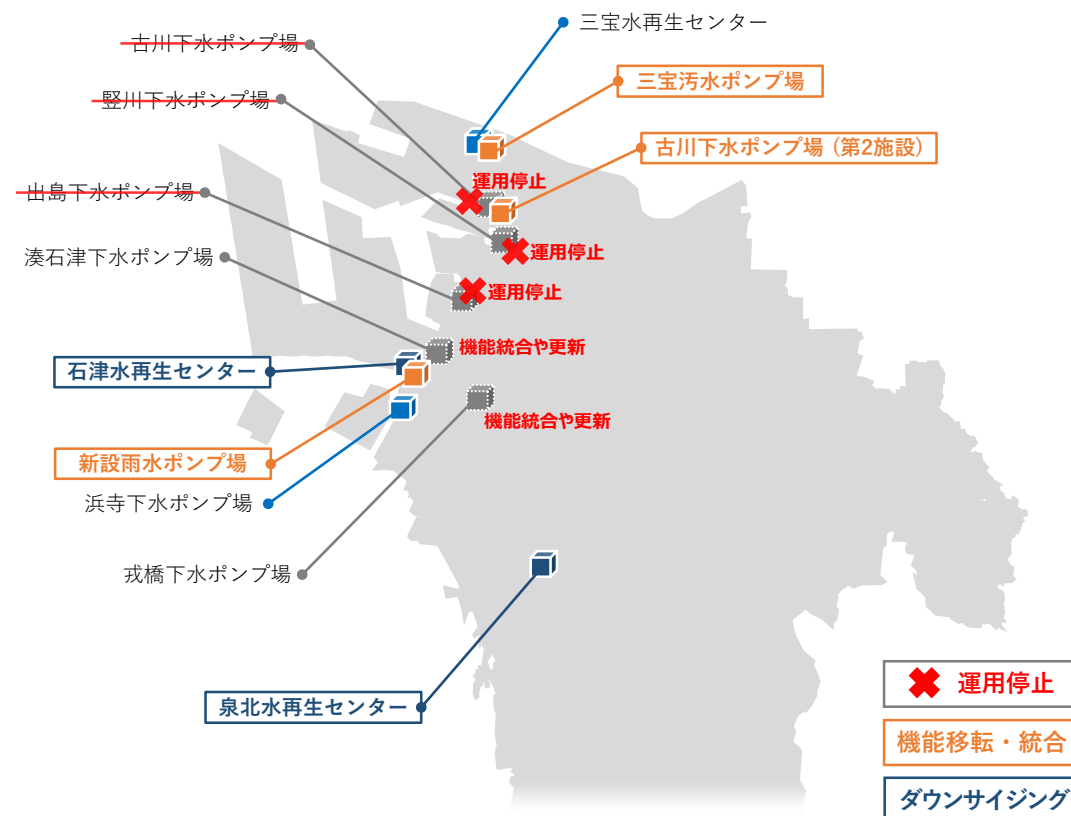 三宝水再生センター
古川下水ポンプ場
三宝汚水ポンプ場
竪川下水ポンプ場
古川下水ポンプ場（第2施設）
運用停止
出島下水ポンプ場
運用停止
湊石津下水ポンプ場
運用停止
機能統合や更新
石津水再生センター
機能統合や更新
新設雨水ポンプ場
浜寺下水ポンプ場
戎橋下水ポンプ場
泉北水再生センター
運用停止
機能移転・統合
ダウンサイジング